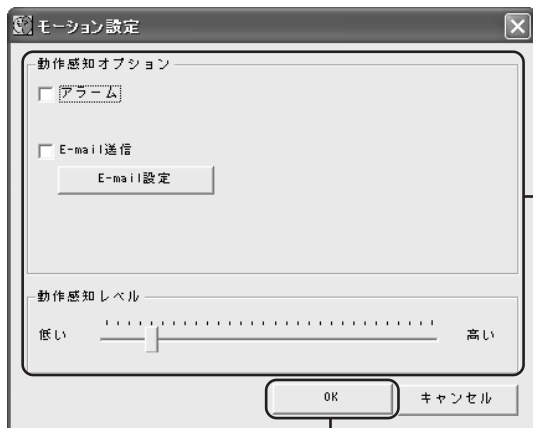 モーション設定
動作感知オプション
アラーム
E-mail送信
E-mail設定
動作感知レベル
低い
高い
OK
キャンセル